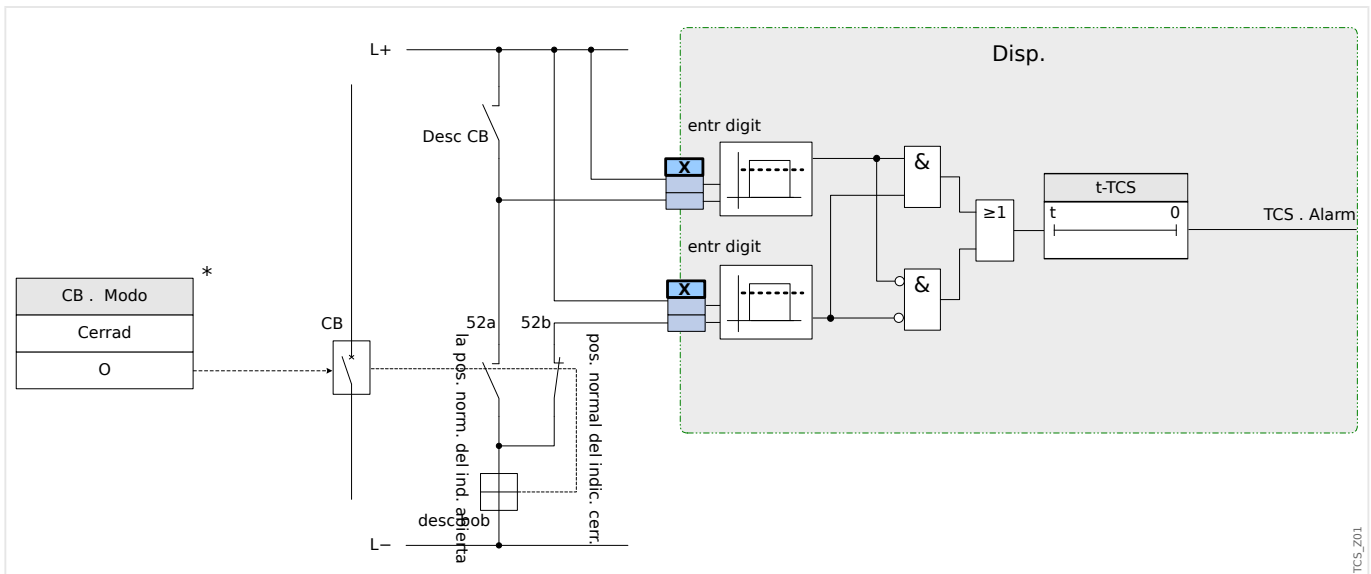 L+
Disp.
entr digit
Desc CB
X
&
t-TCS
≥1
t 0
TCS . Alarm
entr digit
*
CB . Modo
X
&
Cerrad
CB
52a
52b
O
la pos. norm. del ind. abierta
pos. normal del indic. cerr.
desc bob
L−
TCS_Z01